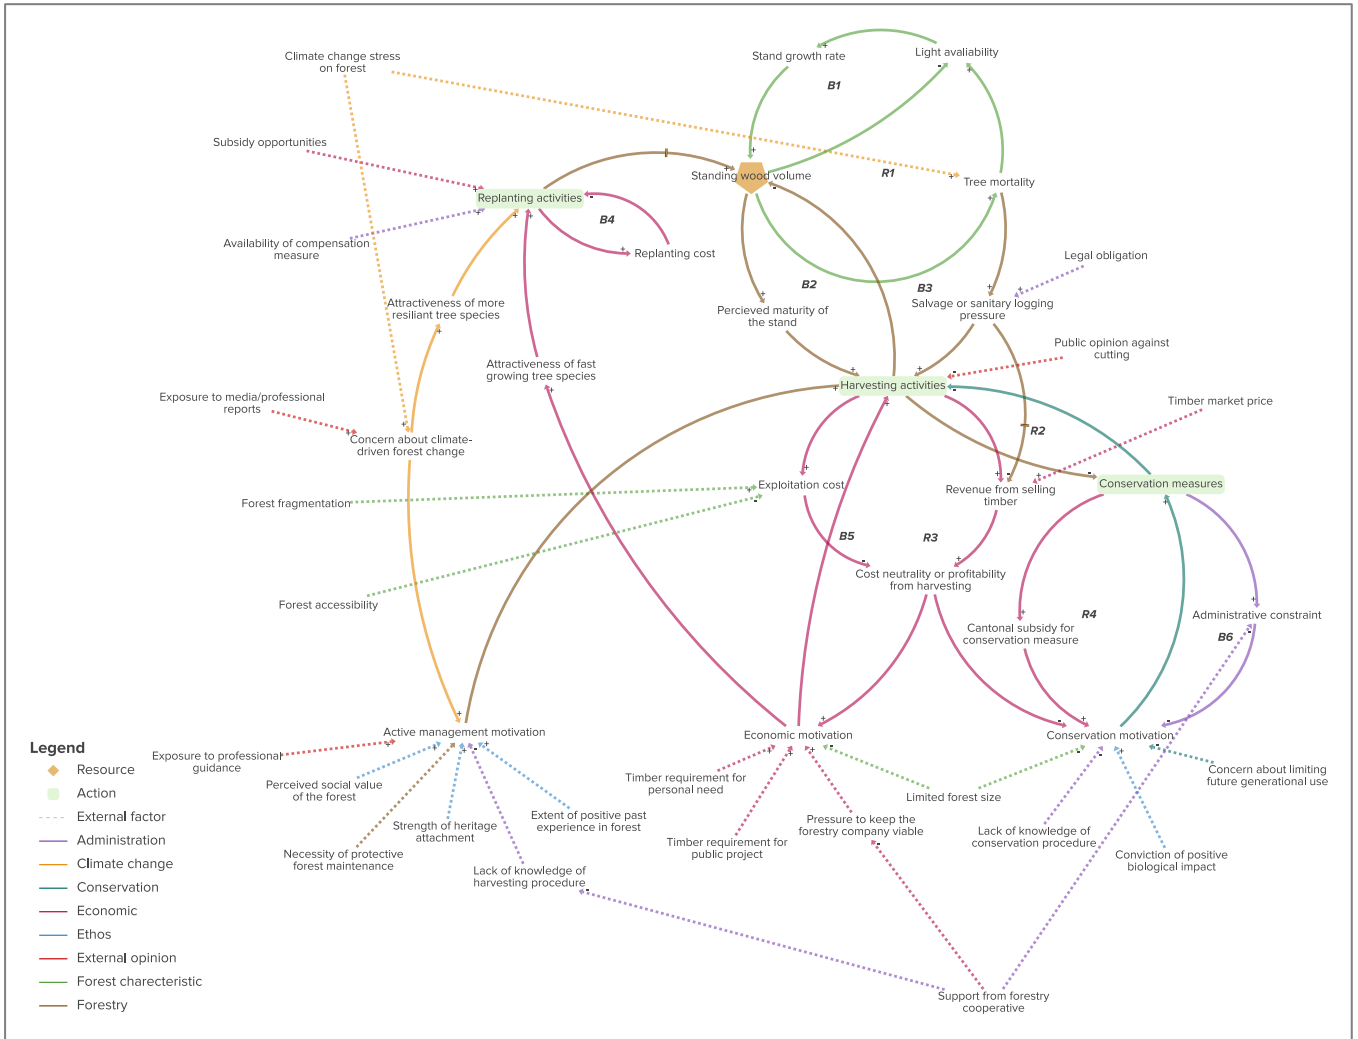 Climate change stress
on forest
Stand growth rate
Light avaliability
B1
Subsidy opportunities
Standing wood volume
R1
Tree mortality
Replanting activities
B4
Availability of compensation
measure
Replanting cost
Legal obligation
B2
B3
Attractiveness of more
resiliant tree species
Percieved maturity of
the stand
Salvage or sanitary logging
pressure
Public opinion against
cutting
Attractiveness of fast
growing tree species
Harvesting activities
Exposure to media/professional
reports
Timber market price
Concern about climate-
driven forest change
R2
Forest fragmentation
Exploitation cost
Revenue from selling
timber
Conservation measures
B5
R3
Cost neutrality or profitability
from harvesting
Forest accessibility
Cantonal subsidy for
conservation measure
R4
Administrative constraint
B6
Active management motivation
Economic motivation
Conservation motivation
Exposure to professional
guidance
Perceived social value
of the forest
Strength of heritage
attachment
Extent of positive past
experience in forest
Necessity of protective
forest maintenance
Lack of knowledge of
harvesting procedure
Timber requirement for
personal need
Timber requirement for
public project
Pressure to keep the
forestry company viable
Limited forest size
Lack of knowledge of
conservation procedure
Conviction of positive
biological impact
Concern about limiting
future generational use
Support from forestry
cooperative
Legend
Resource
Action
External factor
Administration
Climate change
Conservation
Economic
Ethos
External opinion
Forest charecteristic
Forestry